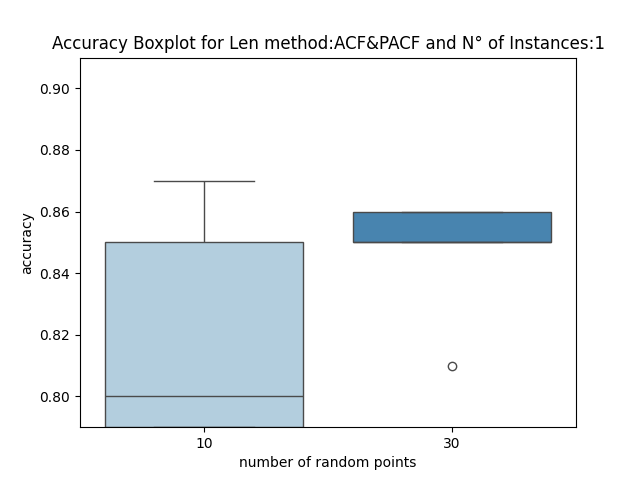 Accuracy Boxplot for Len method:ACF&PACF and N° of Instances:1
0.90
0.88
0.86
0.84
0.82
0.80
accuracy
10
30
number of random points